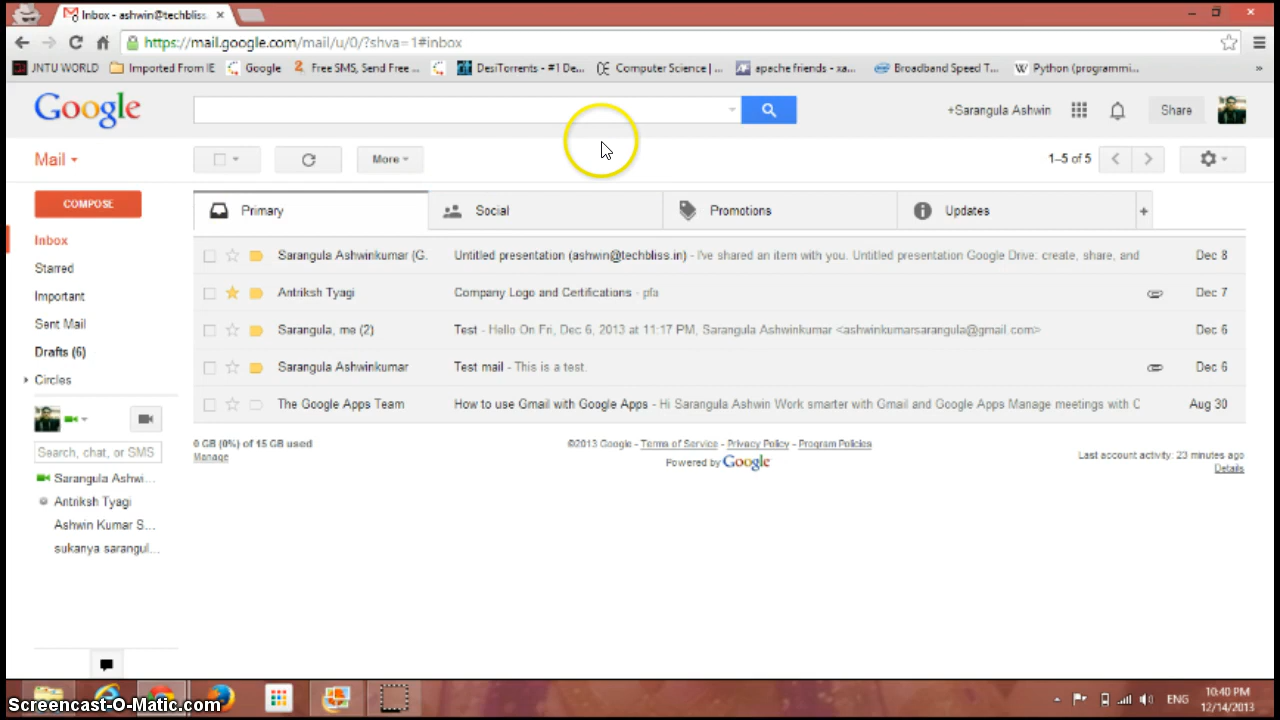 Inbox - ashwin@techbliss.
https://mail.google.com/mail/u/0/?shva=1#inbox
JNTU WORLD Imported From IE Google Free SMS, Send Free ... DesiTorrents - #1 De... Computer Science | ... apache friends - xa... Broadband Speed T... Python (programmi... »
Google +Sarangula Ashwin Share
Mail More 1–5 of 5
COMPOSE
Primary Social Promotions Updates +
Inbox
Starred
Important
Sent Mail
Drafts (6)
Circles
Sarangula Ashwinkumar (G. Untitled presentation (ashwin@techbliss.in) - I've shared an item with you. Untitled presentation Google Drive: create, share, and Dec 8
Antriksh Tyagi Company Logo and Certifications - pfa Dec 7
Sarangula, me (2) Test - Hello On Fri, Dec 6, 2013 at 11:17 PM, Sarangula Ashwinkumar <ashwinkumarsarangula@gmail.com> Dec 6
Sarangula Ashwinkumar Test mail - This is a test. Dec 6
The Google Apps Team How to use Gmail with Google Apps - Hi Sarangula Ashwin Work smarter with Gmail and Google Apps Manage meetings with C Aug 30
0 GB (0%) of 15 GB used
Manage
©2013 Google - Terms of Service - Privacy Policy - Program Policies
Powered by Google
Last account activity: 23 minutes ago
Details
Search, chat, or SMS
Sarangula Ashwi...
Antriksh Tyagi
Ashwin Kumar S...
sukanya sarangul...
Screencast-O-Matic.com
ENG
10:40 PM
12/14/2013